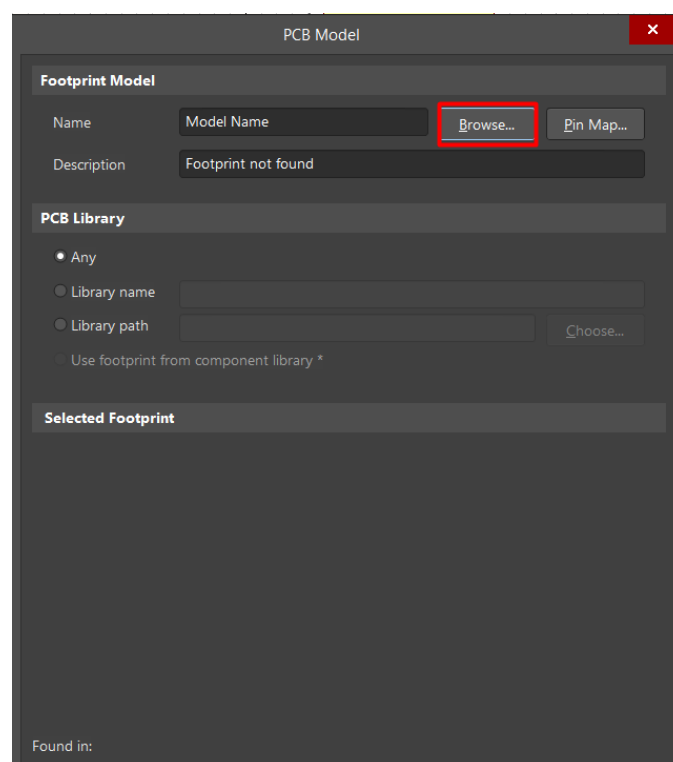 PCB Model
Footprint Model
Name Model Name Browse... Pin Map...
Description Footprint not found
PCB Library
Any
Library name
Library path Choose...
Use footprint from component library *
Selected Footprint
Found in: